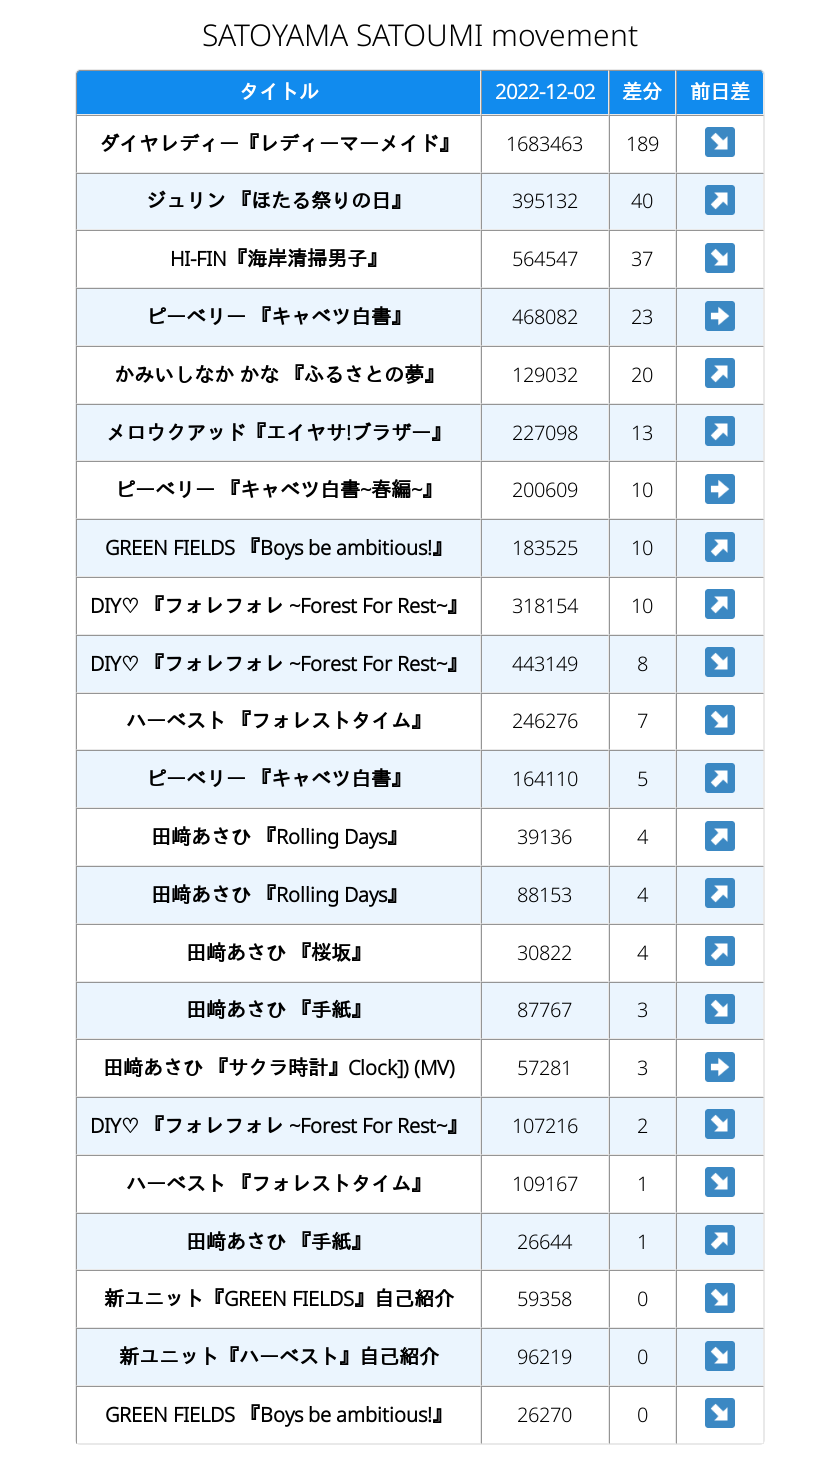 SATOYAMA SATOUMI movement
タイトル 2022-12-02 差分 前日差
ダイヤレディー『レディーマーメイド』 1683463 189 ↘
ジュリン 『ほたる祭りの日』 395132 40 ↗
HI-FIN『海岸清掃男子』 564547 37 ↘
ピーベリー 『キャベツ白書』 468082 23 ➡
かみいしなか かな 『ふるさとの夢』 129032 20 ↗
メロウクアッド『エイヤサ!ブラザー』 227098 13 ↗
ピーベリー 『キャベツ白書~春編~』 200609 10 ➡
GREEN FIELDS 『Boys be ambitious!』 183525 10 ↗
DIY♡ 『フォレフォレ ~Forest For Rest~』 318154 10 ↗
DIY♡ 『フォレフォレ ~Forest For Rest~』 443149 8 ↘
ハーベスト 『フォレストタイム』 246276 7 ↘
ピーベリー 『キャベツ白書』 164110 5 ↗
田﨑あさひ 『Rolling Days』 39136 4 ↗
田﨑あさひ 『Rolling Days』 88153 4 ↗
田﨑あさひ 『桜坂』 30822 4 ↗
田﨑あさひ 『手紙』 87767 3 ↘
田﨑あさひ 『サクラ時計』Clock]) (MV) 57281 3 ➡
DIY♡ 『フォレフォレ ~Forest For Rest~』 107216 2 ↘
ハーベスト 『フォレストタイム』 109167 1 ↘
田﨑あさひ 『手紙』 26644 1 ↗
新ユニット『GREEN FIELDS』自己紹介 59358 0 ↘
新ユニット『ハーベスト』自己紹介 96219 0 ↘
GREEN FIELDS 『Boys be ambitious!』 26270 0 ↘